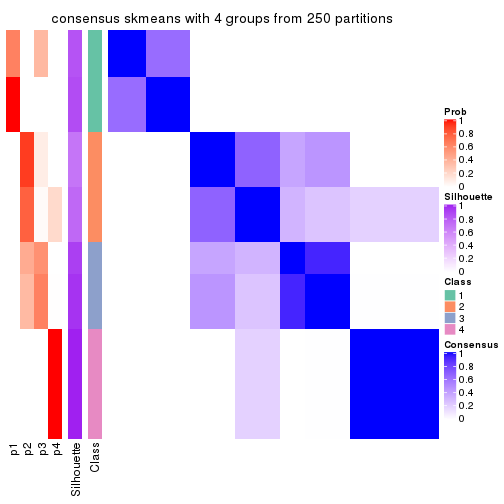 consensus skmeans with 4 groups from 250 partitions
Prob
1
0.8
0.6
0.4
0.2
0
Silhouette
1
0.8
0.6
0.4
0.2
0
Class
1
2
3
4
Consensus
1
0.8
0.6
0.4
0.2
0
p1
p2
p3
p4
Silhouette
Class